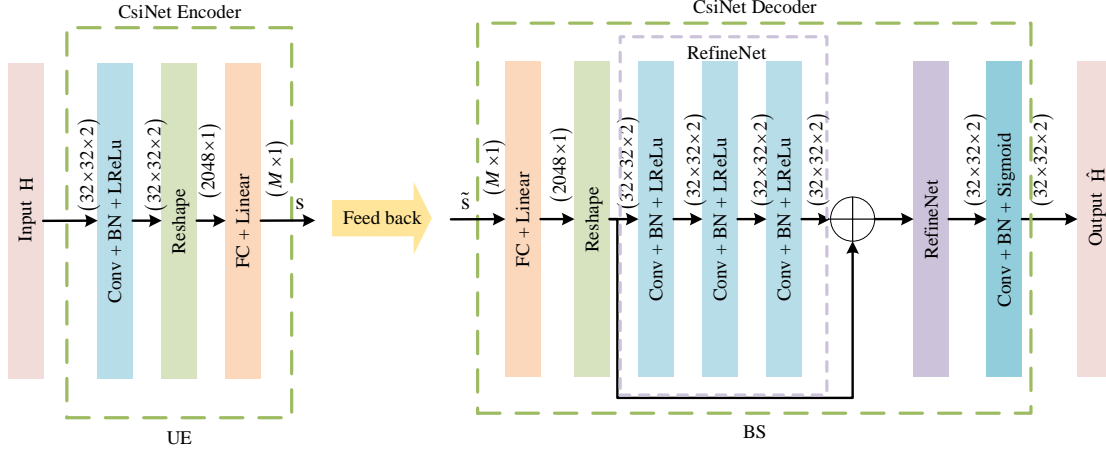 CsiNet Encoder
Input H
(32×32×2)
Conv + BN + LReLu
(32×32×2)
Reshape
(2048×1)
FC + Linear
(M×1)
s
UE
Feed back
CsiNet Decoder
s̃
(M×1)
FC + Linear
(2048×1)
Reshape
RefineNet
(32×32×2)
Conv + BN + LReLu
(32×32×2)
Conv + BN + LReLu
(32×32×2)
Conv + BN + LReLu
(32×32×2)
RefineNet
(32×32×2)
Conv + BN + Sigmoid
(32×32×2)
Output Ĥ
BS